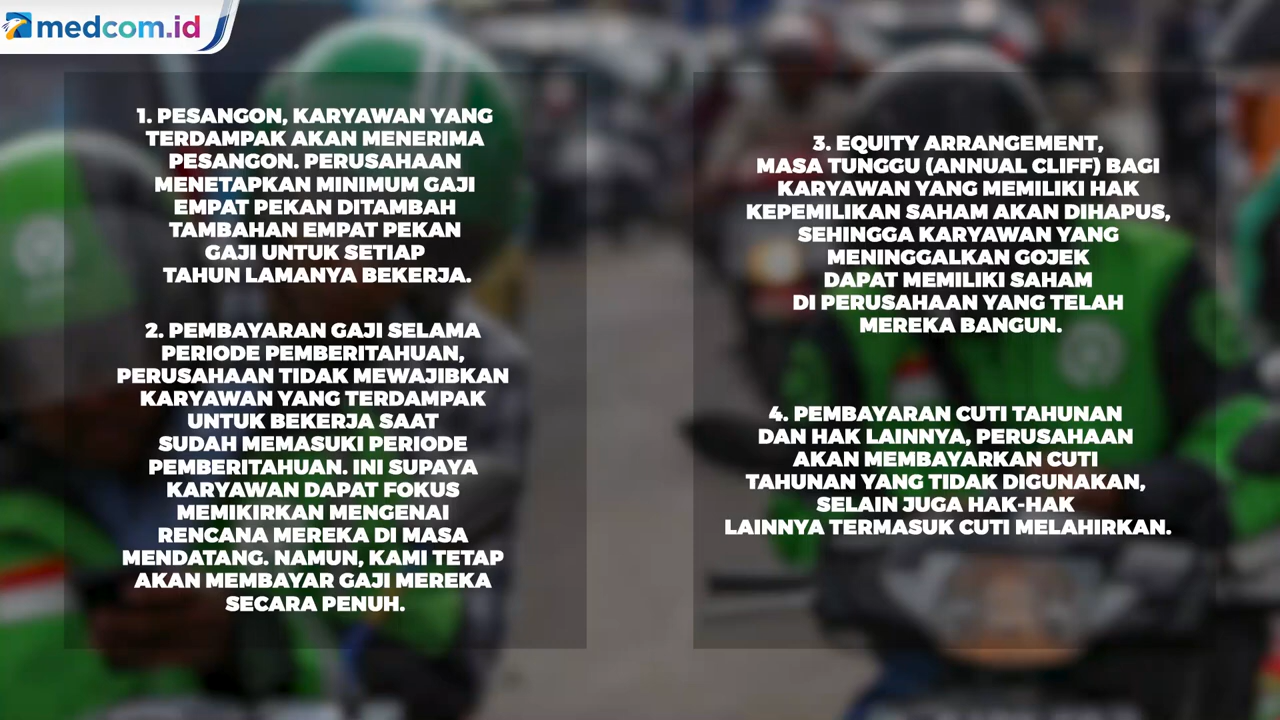 medcom.id
1. PESANGON, KARYAWAN YANG
TERDAMPAK AKAN MENERIMA
PESANGON. PERUSAHAAN
MENETAPKAN MINIMUM GAJI
EMPAT PEKAN DITAMBAH
TAMBAHAN EMPAT PEKAN
GAJI UNTUK SETIAP
TAHUN LAMANYA BEKERJA.
2. PEMBAYARAN GAJI SELAMA
PERIODE PEMBERITAHUAN,
PERUSAHAAN TIDAK MEWAJIBKAN
KARYAWAN YANG TERDAMPAK
UNTUK BEKERJA SAAT
SUDAH MEMASUKI PERIODE
PEMBERITAHUAN. INI SUPAYA
KARYAWAN DAPAT FOKUS
MEMIKIRKAN MENGENAI
RENCANA MEREKA DI MASA
MENDATANG. NAMUN, KAMI TETAP
AKAN MEMBAYAR GAJI MEREKA
SECARA PENUH.
3. EQUITY ARRANGEMENT,
MASA TUNGGU (ANNUAL CLIFF) BAGI
KARYAWAN YANG MEMILIKI HAK
KEPEMILIKAN SAHAM AKAN DIHAPUS,
SEHINGGA KARYAWAN YANG
MENINGGALKAN GOJEK
DAPAT MEMILIKI SAHAM
DI PERUSAHAAN YANG TELAH
MEREKA BANGUN.
4. PEMBAYARAN CUTI TAHUNAN
DAN HAK LAINNYA, PERUSAHAAN
AKAN MEMBAYARKAN CUTI
TAHUNAN YANG TIDAK DIGUNAKAN,
SELAIN JUGA HAK-HAK
LAINNYA TERMASUK CUTI MELAHIRKAN.